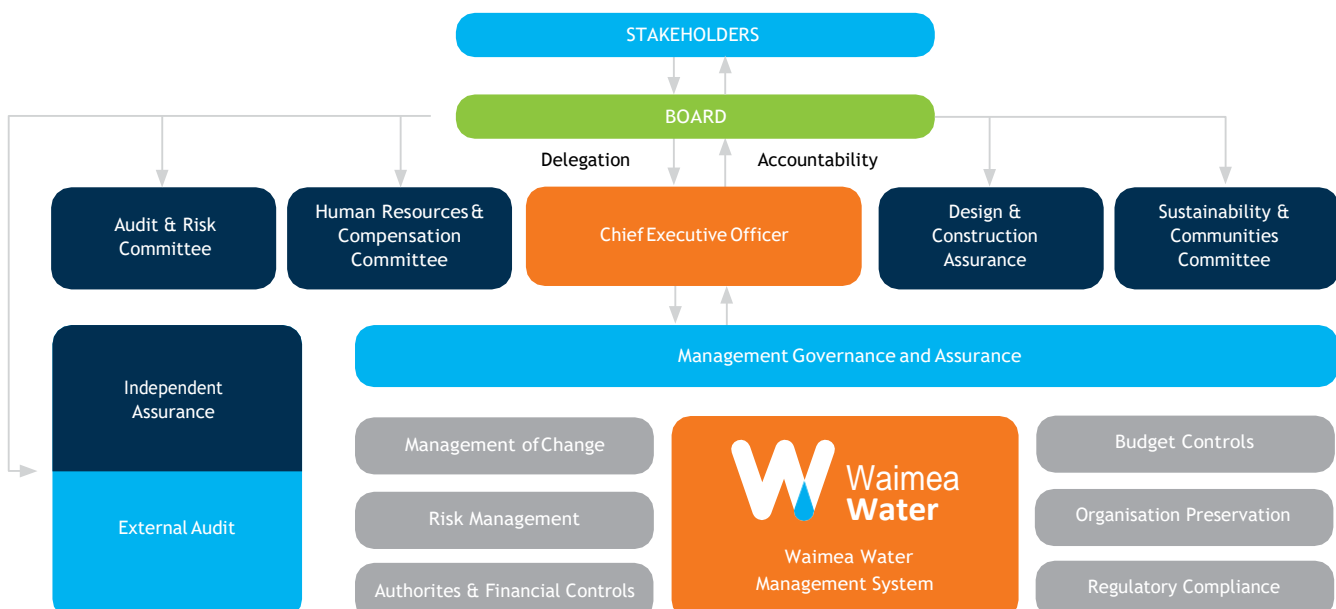 STAKEHOLDERS
BOARD
Delegation
Accountability
Audit & Risk
Committee
Human Resources &
Compensation
Committee
Chief Executive Officer
Design &
Construction
Assurance
Sustainability &
Communities
Committee
Independent
Assurance
External Audit
Management Governance and Assurance
Management of Change
Risk Management
Authorites & Financial Controls
Waimea
Water
Waimea Water
Management System
Budget Controls
Organisation Preservation
Regulatory Compliance